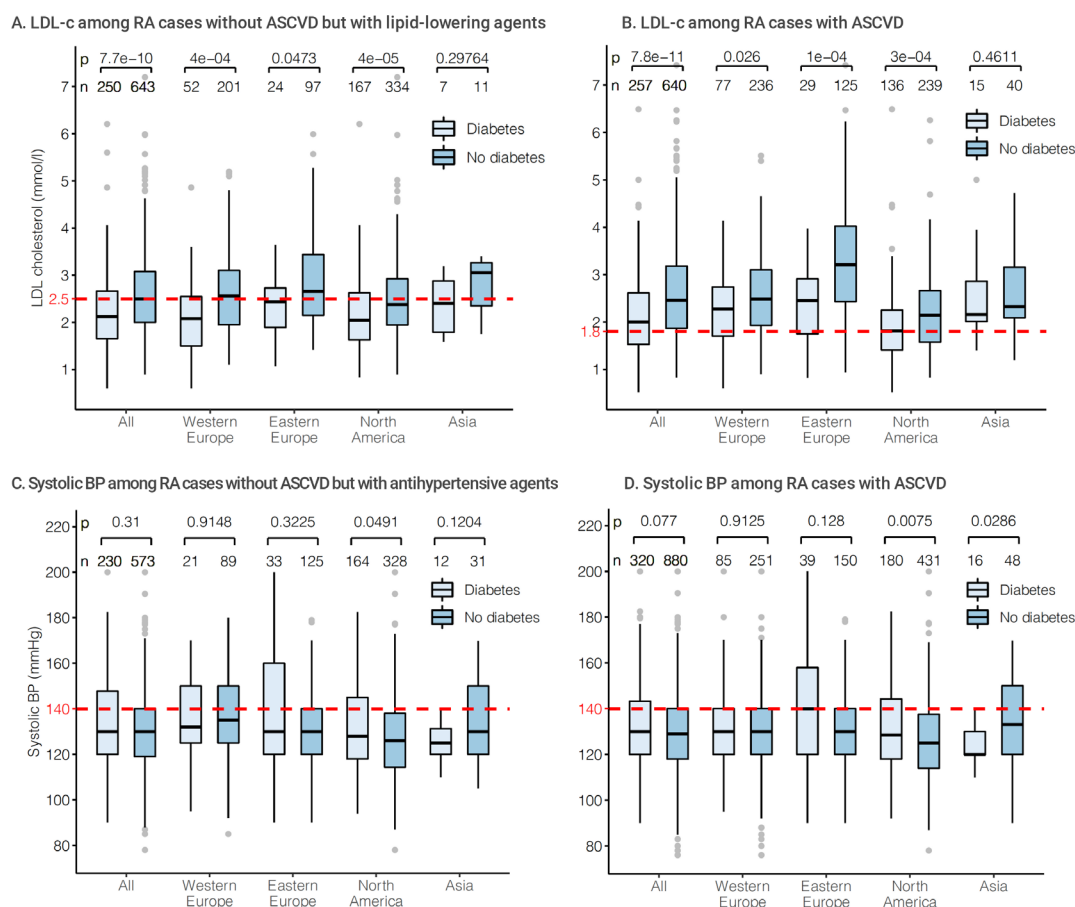 A. LDL-c among RA cases without ASCVD but with lipid-lowering agents
p 7.7e−10 4e−04 0.0473 4e−05 0.29764
n 250 643 52 201 24 97 167 334 7 11
Diabetes
No diabetes
LDL cholesterol (mmol/l)
7
6
5
4
3
2.5
2
1
All Western Europe Eastern Europe North America Asia
B. LDL-c among RA cases with ASCVD
p 7.8e−11 0.026 1e−04 3e−04 0.4611
n 257 640 77 236 29 125 136 239 15 40
Diabetes
No diabetes
7
6
5
4
3
2
1.8
1
All Western Europe Eastern Europe North America Asia
C. Systolic BP among RA cases without ASCVD but with antihypertensive agents
p 0.31 0.9148 0.3225 0.0491 0.1204
n 230 573 21 89 33 125 164 328 12 31
Diabetes
No diabetes
Systolic BP (mmHg)
220
200
180
160
140
120
100
80
All Western Europe Eastern Europe North America Asia
D. Systolic BP among RA cases with ASCVD
p 0.077 0.9125 0.128 0.0075 0.0286
n 320 880 85 251 39 150 180 431 16 48
Diabetes
No diabetes
220
200
180
160
140
120
100
80
All Western Europe Eastern Europe North America Asia